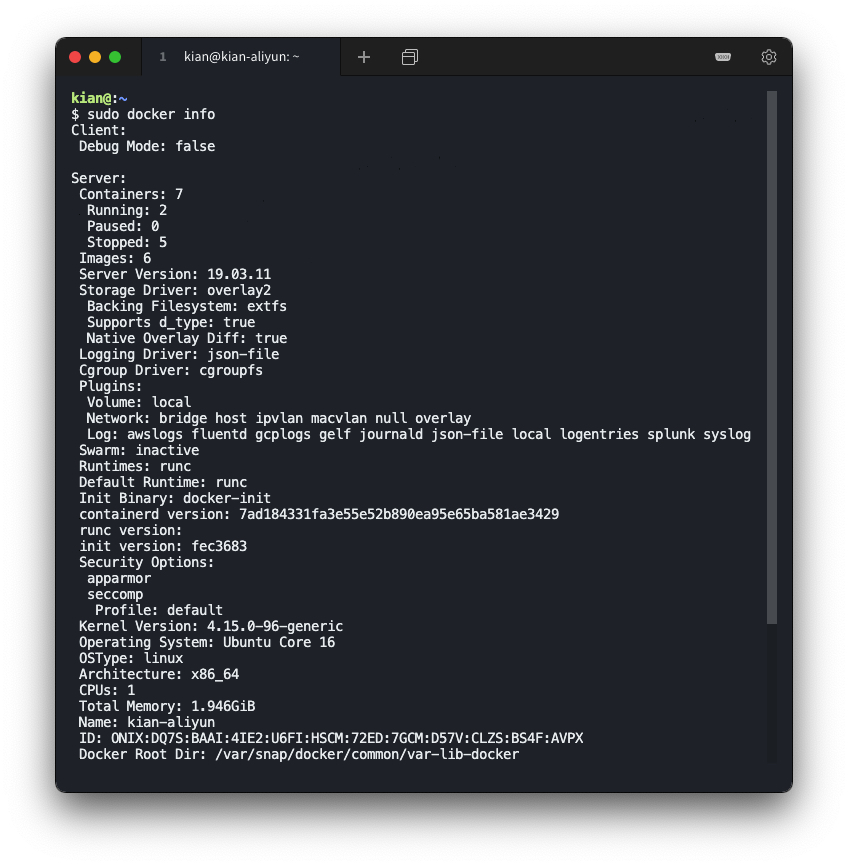 1 kian@kian-aliyun: ~
kian@:~
$ sudo docker info
Client:
 Debug Mode: false

Server:
 Containers: 7
  Running: 2
  Paused: 0
  Stopped: 5
 Images: 6
 Server Version: 19.03.11
 Storage Driver: overlay2
  Backing Filesystem: extfs
  Supports d_type: true
  Native Overlay Diff: true
 Logging Driver: json-file
 Cgroup Driver: cgroupfs
 Plugins:
  Volume: local
  Network: bridge host ipvlan macvlan null overlay
  Log: awslogs fluentd gcplogs gelf journald json-file local logentries splunk syslog
 Swarm: inactive
 Runtimes: runc
 Default Runtime: runc
 Init Binary: docker-init
 containerd version: 7ad184331fa3e55e52b890ea95e65ba581ae3429
 runc version:
 init version: fec3683
 Security Options:
  apparmor
  seccomp
   Profile: default
 Kernel Version: 4.15.0-96-generic
 Operating System: Ubuntu Core 16
 OSType: linux
 Architecture: x86_64
 CPUs: 1
 Total Memory: 1.946GiB
 Name: kian-aliyun
 ID: ONIX:DQ7S:BAAI:4IE2:U6FI:HSCM:72ED:7GCM:D57V:CLZS:BS4F:AVPX
 Docker Root Dir: /var/snap/docker/common/var-lib-docker